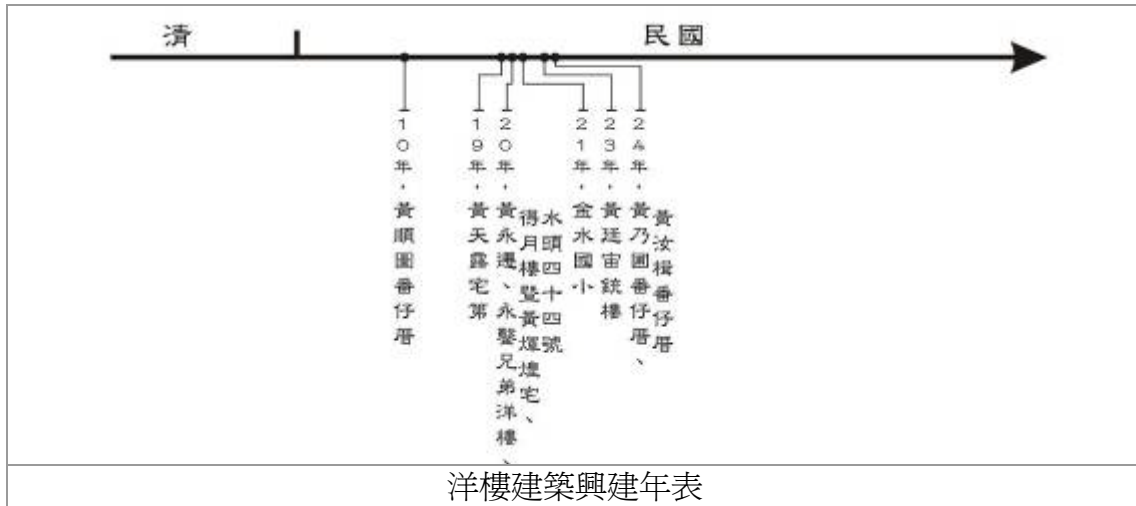 清
民國
10年，黃順圖番仔厝
19年，黃天露宅第
20年，黃永遷、永鑿兄弟洋樓、
得月樓暨黃輝煌宅、
水頭四十四號
21年，金水國小
23年，黃廷宙銃樓
24年，黃乃圃番仔厝、
黃汝楫番仔厝
洋樓建築興建年表